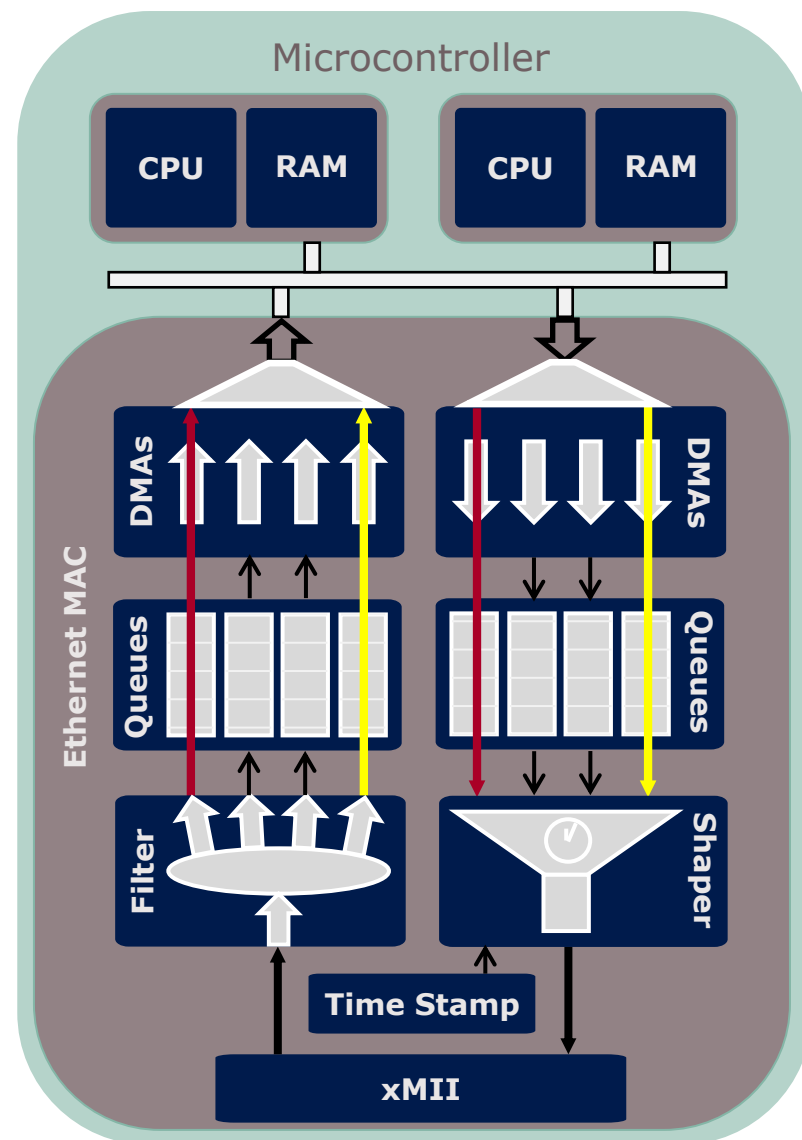 Microcontroller
CPU
RAM
CPU
RAM
Ethernet MAC
DMAs
DMAs
Queues
Queues
Filter
Shaper
Time Stamp
xMII